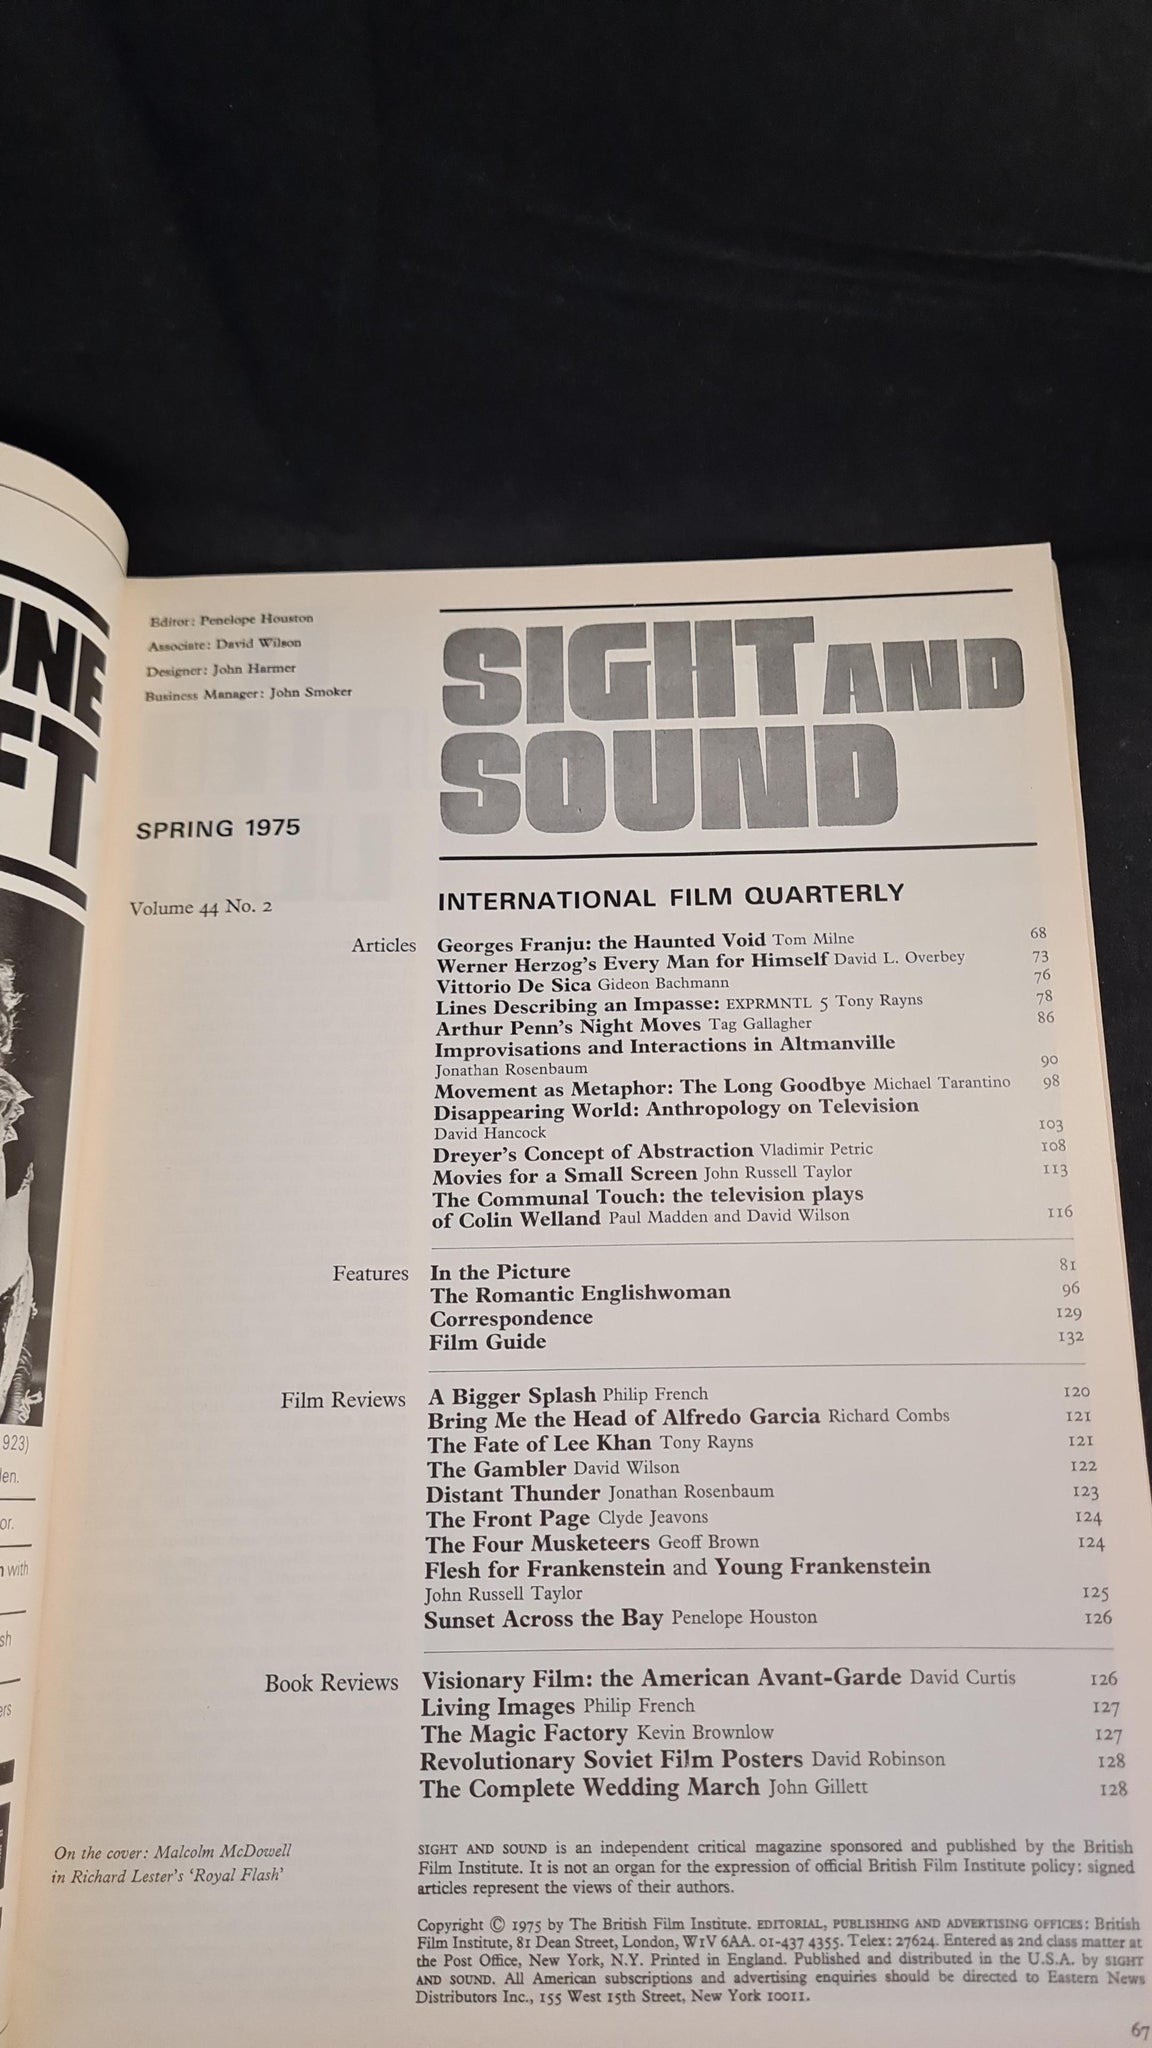 UNE
FT
923)
den.
or.
with
sh
ers
Editor: Penelope Houston
Associate: David Wilson
Designer: John Harmer
Business Manager: John Smoker
SIGHT AND
SOUND
SPRING 1975
Volume 44 No. 2
INTERNATIONAL FILM QUARTERLY
Articles Georges Franju: the Haunted Void Tom Milne 68
Werner Herzog's Every Man for Himself David L. Overbey 73
Vittorio De Sica Gideon Bachmann 76
Lines Describing an Impasse: EXPRMNTL 5 Tony Rayns 78
Arthur Penn's Night Moves Tag Gallagher 86
Improvisations and Interactions in Altmanville
Jonathan Rosenbaum 90
Movement as Metaphor: The Long Goodbye Michael Tarantino 98
Disappearing World: Anthropology on Television
David Hancock 103
Dreyer's Concept of Abstraction Vladimir Petric 108
Movies for a Small Screen John Russell Taylor 113
The Communal Touch: the television plays
of Colin Welland Paul Madden and David Wilson 116
Features In the Picture 81
The Romantic Englishwoman 96
Correspondence 129
Film Guide 132
Film Reviews A Bigger Splash Philip French 120
Bring Me the Head of Alfredo Garcia Richard Combs 121
The Fate of Lee Khan Tony Rayns 121
The Gambler David Wilson 122
Distant Thunder Jonathan Rosenbaum 123
The Front Page Clyde Jeavons 124
The Four Musketeers Geoff Brown 124
Flesh for Frankenstein and Young Frankenstein
John Russell Taylor 125
Sunset Across the Bay Penelope Houston 126
Book Reviews Visionary Film: the American Avant-Garde David Curtis 126
Living Images Philip French 127
The Magic Factory Kevin Brownlow 127
Revolutionary Soviet Film Posters David Robinson 128
The Complete Wedding March John Gillett 128
On the cover: Malcolm McDowell
in Richard Lester's 'Royal Flash'
SIGHT AND SOUND is an independent critical magazine sponsored and published by the British
Film Institute. It is not an organ for the expression of official British Film Institute policy; signed
articles represent the views of their authors.
Copyright © 1975 by The British Film Institute. EDITORIAL, PUBLISHING AND ADVERTISING OFFICES: British
Film Institute, 81 Dean Street, London, W1V 6AA. 01-437 4355. Telex: 27624. Entered as 2nd class matter at
the Post Office, New York, N.Y. Printed in England. Published and distributed in the U.S.A. by SIGHT
AND SOUND. All American subscriptions and advertising enquiries should be directed to Eastern News
Distributors Inc., 155 West 15th Street, New York 10011.
67